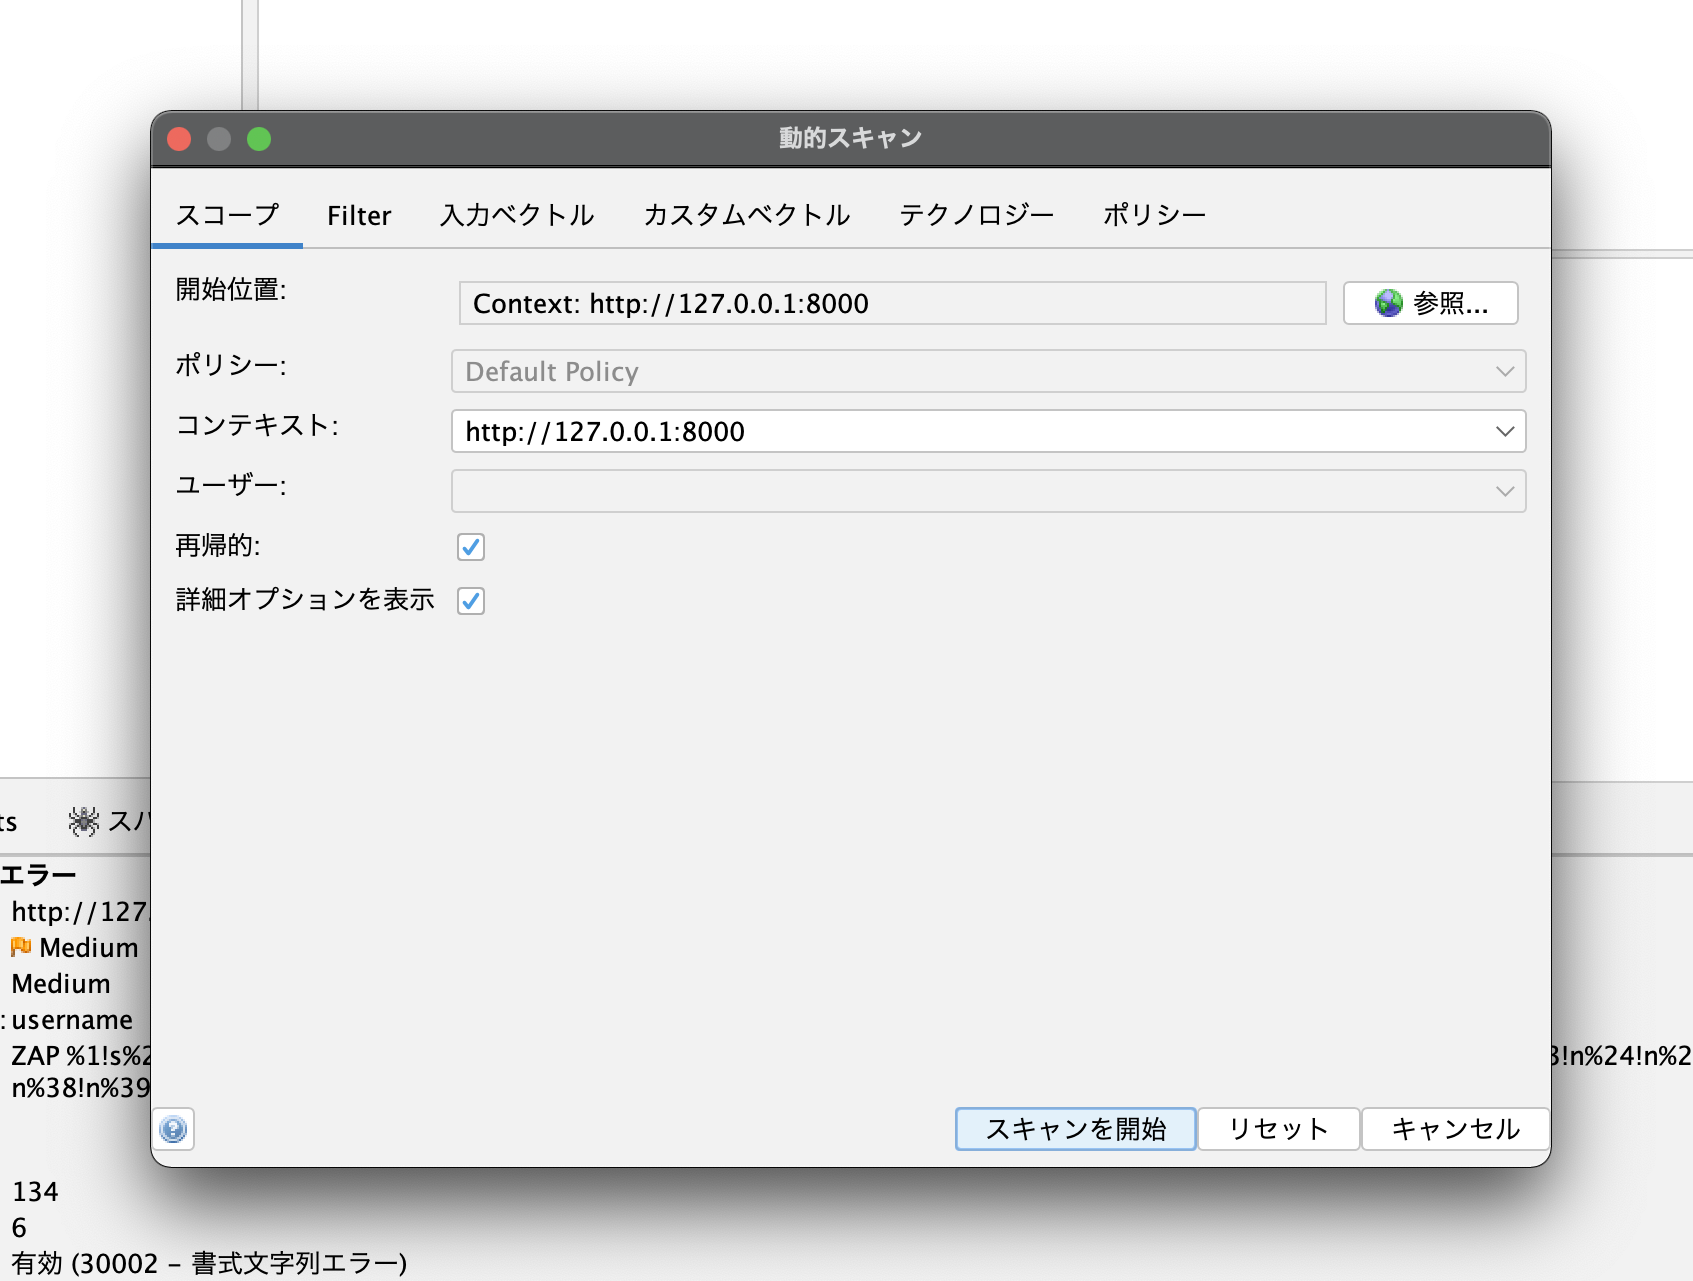 動的スキャン
スコープ Filter 入力ベクトル カスタムベクトル テクノロジー ポリシー
開始位置: Context: http://127.0.0.1:8000 参照...
ポリシー: Default Policy
コンテキスト: http://127.0.0.1:8000
ユーザー:
再帰的:
詳細オプションを表示
スキャンを開始 リセット キャンセル
ts スパ
エラー
http://127.
Medium
Medium
: username
ZAP %1!s%2 3!n%24!n%2
n%38!n%39
134
6
有効 (30002 - 書式文字列エラー)